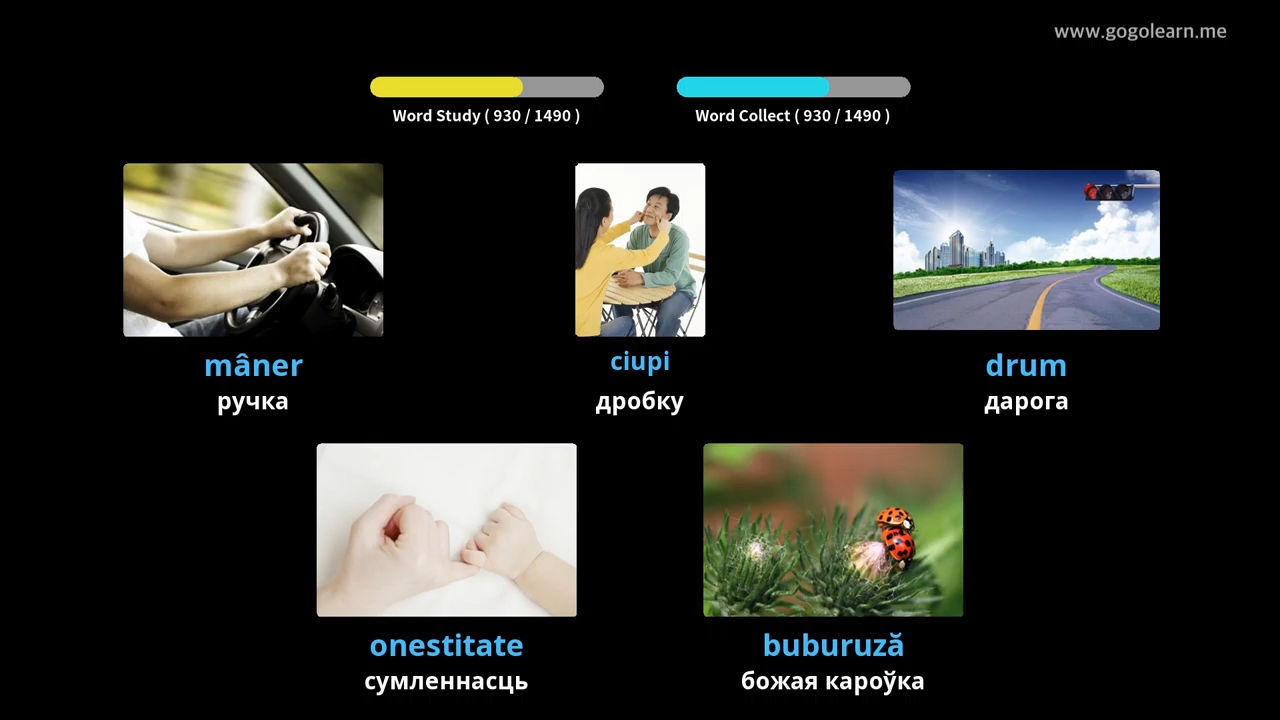 www.gogolearn.me
Word Study ( 930 / 1490 )
Word Collect ( 930 / 1490 )
mâner
ручка
ciupi
дробку
drum
дарога
onestitate
сумленнасць
buburuză
божая кароўка